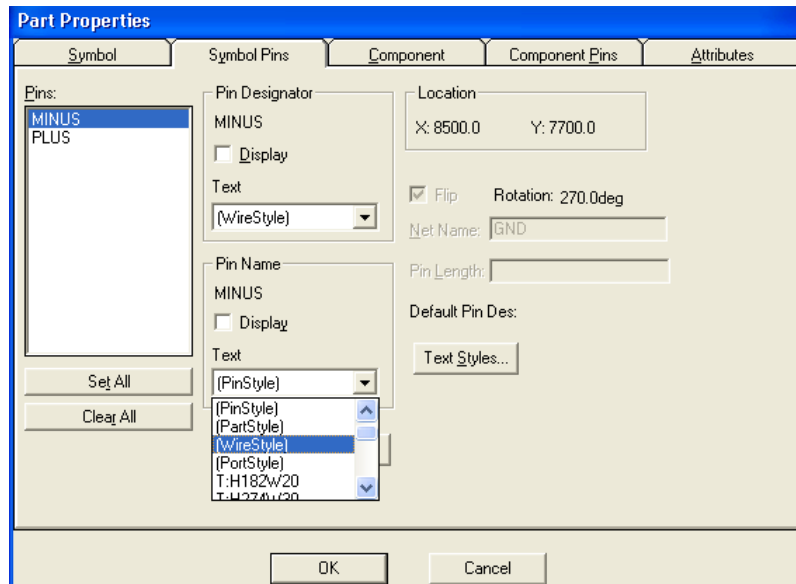 Part Properties
Symbol
Symbol Pins
Component
Component Pins
Attributes
Pins:
MINUS
PLUS
Set All
Clear All
Pin Designator
MINUS
Display
Text
(WireStyle)
Pin Name
MINUS
Display
Text
(PinStyle)
(PinStyle)
(PartStyle)
(WireStyle)
(PortStyle)
T:H182W20
T:H274W30
Location
X: 8500.0 Y: 7700.0
Flip Rotation: 270.0deg
Net Name: GND
Pin Length:
Default Pin Des:
Text Styles...
OK
Cancel